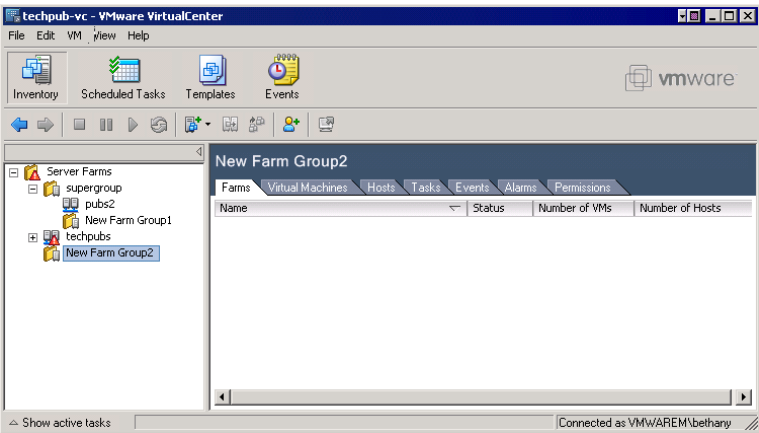 techpub-vc - VMware VirtualCenter
File Edit VM View Help
Inventory Scheduled Tasks Templates Events
vmware
New Farm Group2
Server Farms
supergroup
pubs2
New Farm Group1
techpubs
New Farm Group2
Farms Virtual Machines Hosts Tasks Events Alarms Permissions
Name Status Number of VMs Number of Hosts
Show active tasks
Connected as VMWAREM\bethany